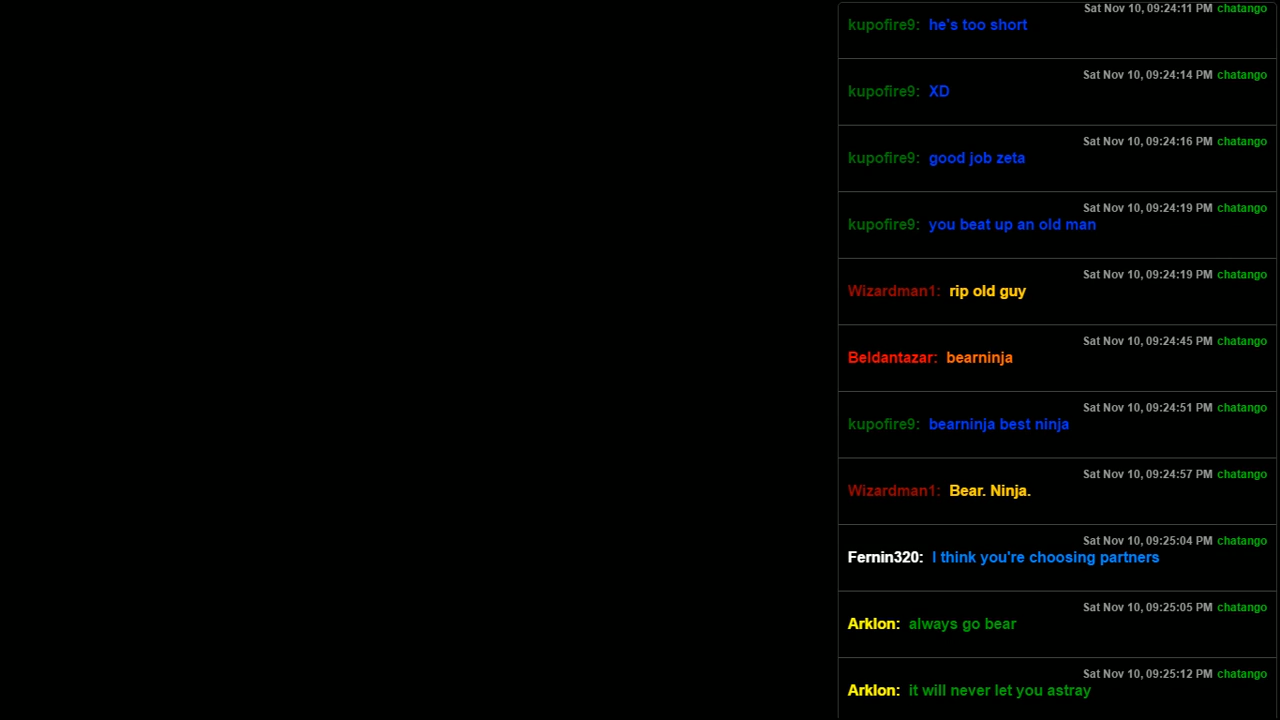 Sat Nov 10, 09:24:11 PM chatango
kupofire9: he's too short
Sat Nov 10, 09:24:14 PM chatango
kupofire9: XD
Sat Nov 10, 09:24:16 PM chatango
kupofire9: good job zeta
Sat Nov 10, 09:24:19 PM chatango
kupofire9: you beat up an old man
Sat Nov 10, 09:24:19 PM chatango
Wizardman1: rip old guy
Sat Nov 10, 09:24:45 PM chatango
Beldantazar: bearninja
Sat Nov 10, 09:24:51 PM chatango
kupofire9: bearninja best ninja
Sat Nov 10, 09:24:57 PM chatango
Wizardman1: Bear. Ninja.
Sat Nov 10, 09:25:04 PM chatango
Fernin320: I think you're choosing partners
Sat Nov 10, 09:25:05 PM chatango
Arklon: always go bear
Sat Nov 10, 09:25:12 PM chatango
Arklon: it will never let you astray